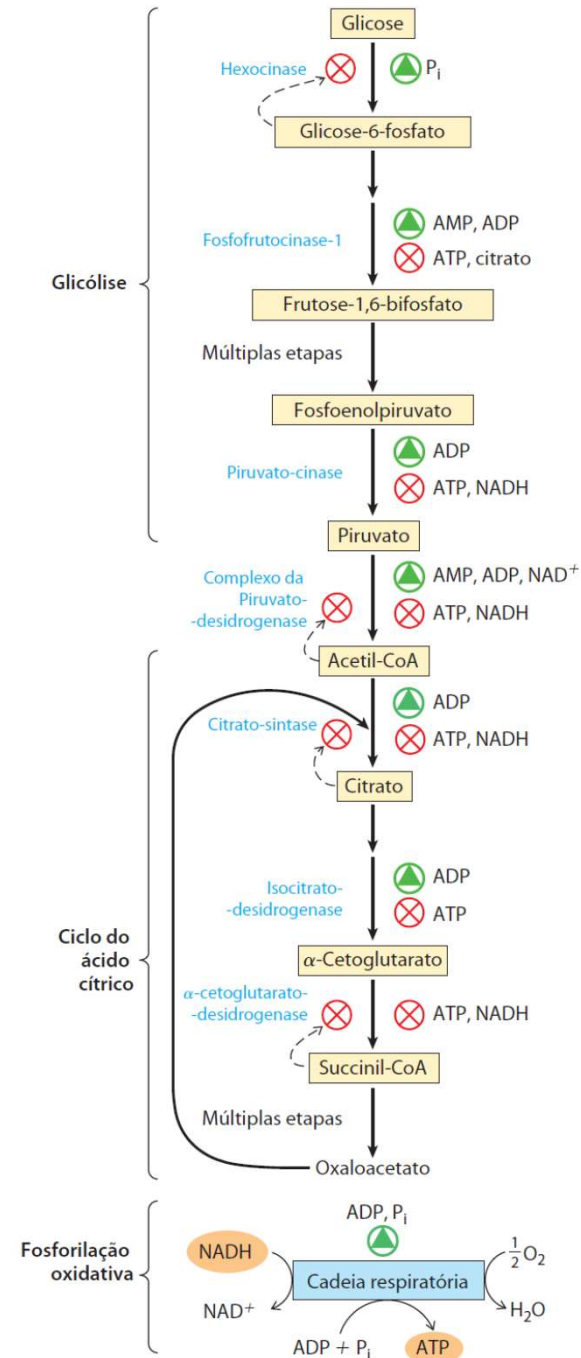 Glicose
Hexocinase
Pi
Glicose-6-fosfato
AMP, ADP
Fosfofrutocinase-1
ATP, citrato
Glicólise
Frutose-1,6-bifosfato
Múltiplas etapas
Fosfoenolpiruvato
ADP
Piruvato-cinase
ATP, NADH
Piruvato
Complexo da
Piruvato-
-desidrogenase
AMP, ADP, NAD+
ATP, NADH
Acetil-CoA
ADP
Citrato-sintase
ATP, NADH
Citrato
ADP
Isocitrato-
-desidrogenase
ATP
Ciclo do
ácido
cítrico
α-Cetoglutarato
α-cetoglutarato-
-desidrogenase
ATP, NADH
Succinil-CoA
Múltiplas etapas
Oxaloacetato
Fosforilação
oxidativa
ADP, Pi
NADH
1/2 O2
Cadeia respiratória
NAD+
H2O
ADP + Pi
ATP